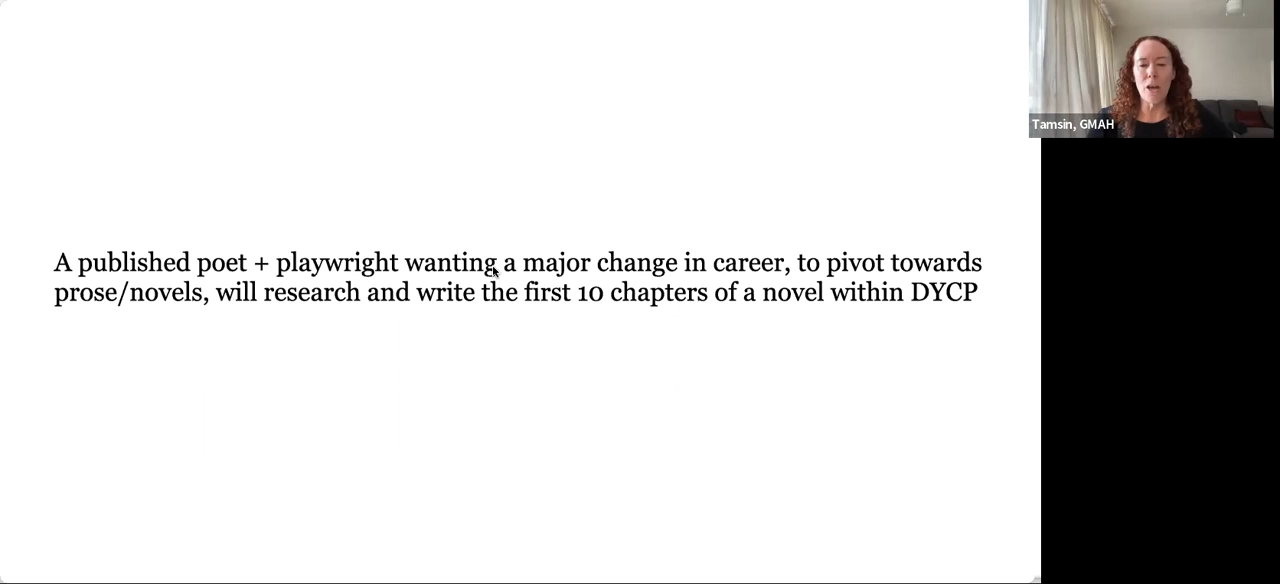 A published poet + playwright wanting a major change in career, to pivot towards
prose/novels, will research and write the first 10 chapters of a novel within DYCP
Tamsin, GMAH